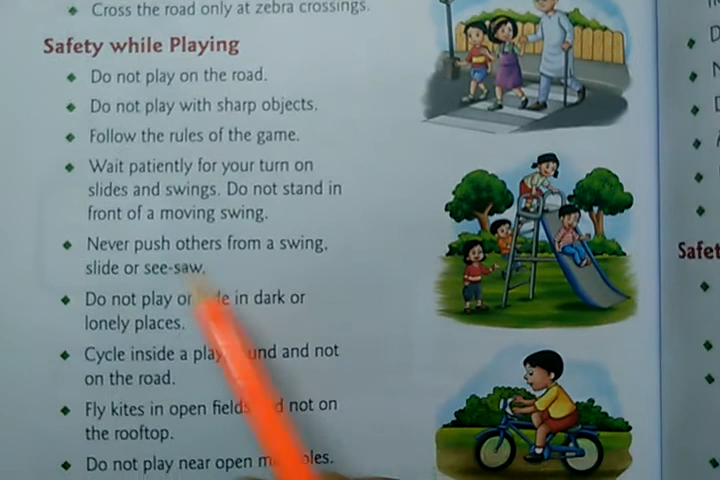 Cross the road only at zebra crossings.
Safety while Playing
Do not play on the road.
Do not play with sharp objects.
Follow the rules of the game.
Wait patiently for your turn on
slides and swings. Do not stand in
front of a moving swing.
Never push others from a swing,
slide or see-saw.
Do not play or in dark or
lonely places.
Cycle inside a and not
on the road.
Fly kites in open fields not on
the rooftop.
Do not play near open
Safet